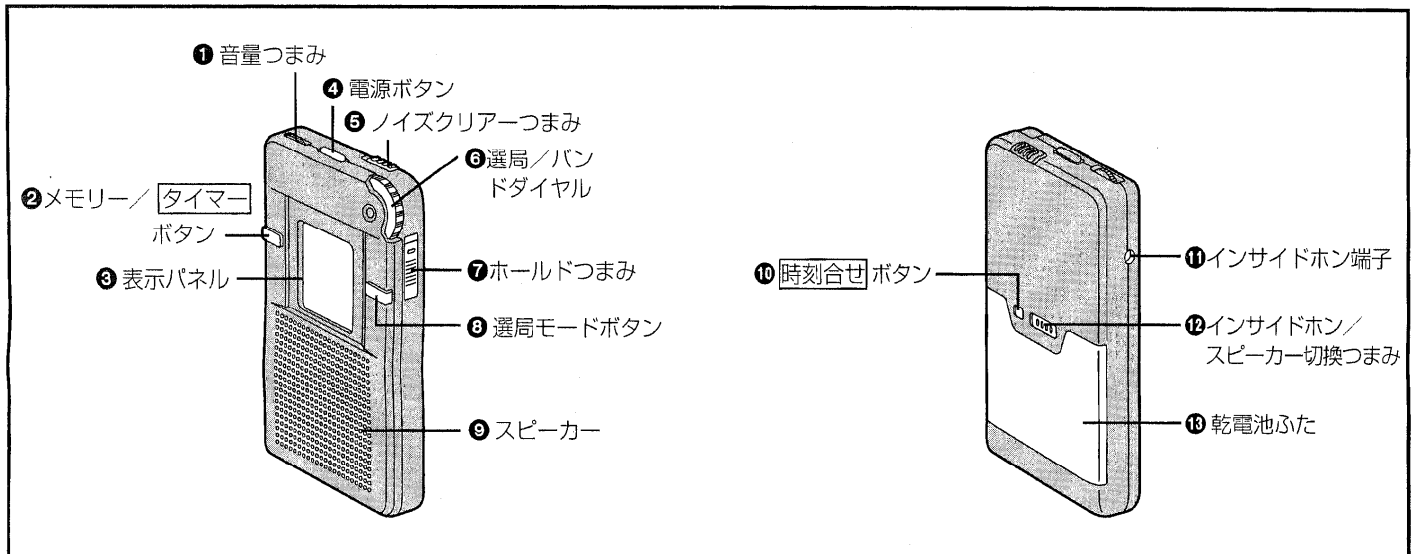 ❶ 音量つまみ
❹ 電源ボタン
❺ ノイズクリアーつまみ
❻選局／バン
ドダイヤル
❷メモリー／ タイマー
ボタン
❸ 表示パネル
❼ホールドつまみ
❽ 選局モードボタン
❾ スピーカー
❿ 時刻合せ ボタン
⓫インサイドホン端子
⓬インサイドホン／
スピーカー切換つまみ
⓭ 乾電池ふた